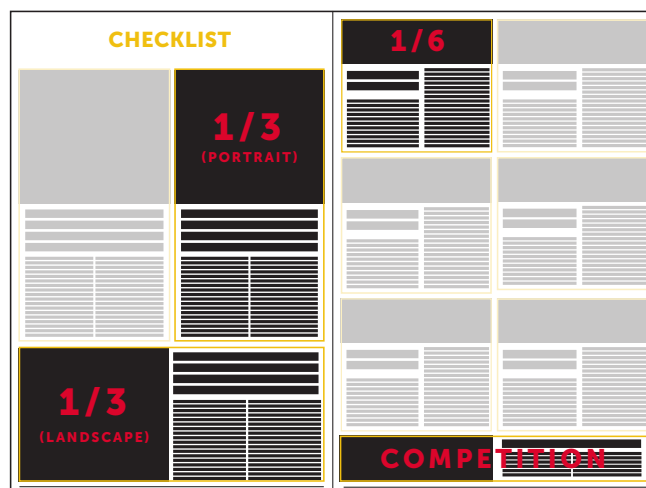 CHECKLIST
1/3
(PORTRAIT)
1/3
(LANDSCAPE)
1/6
COMPETITION